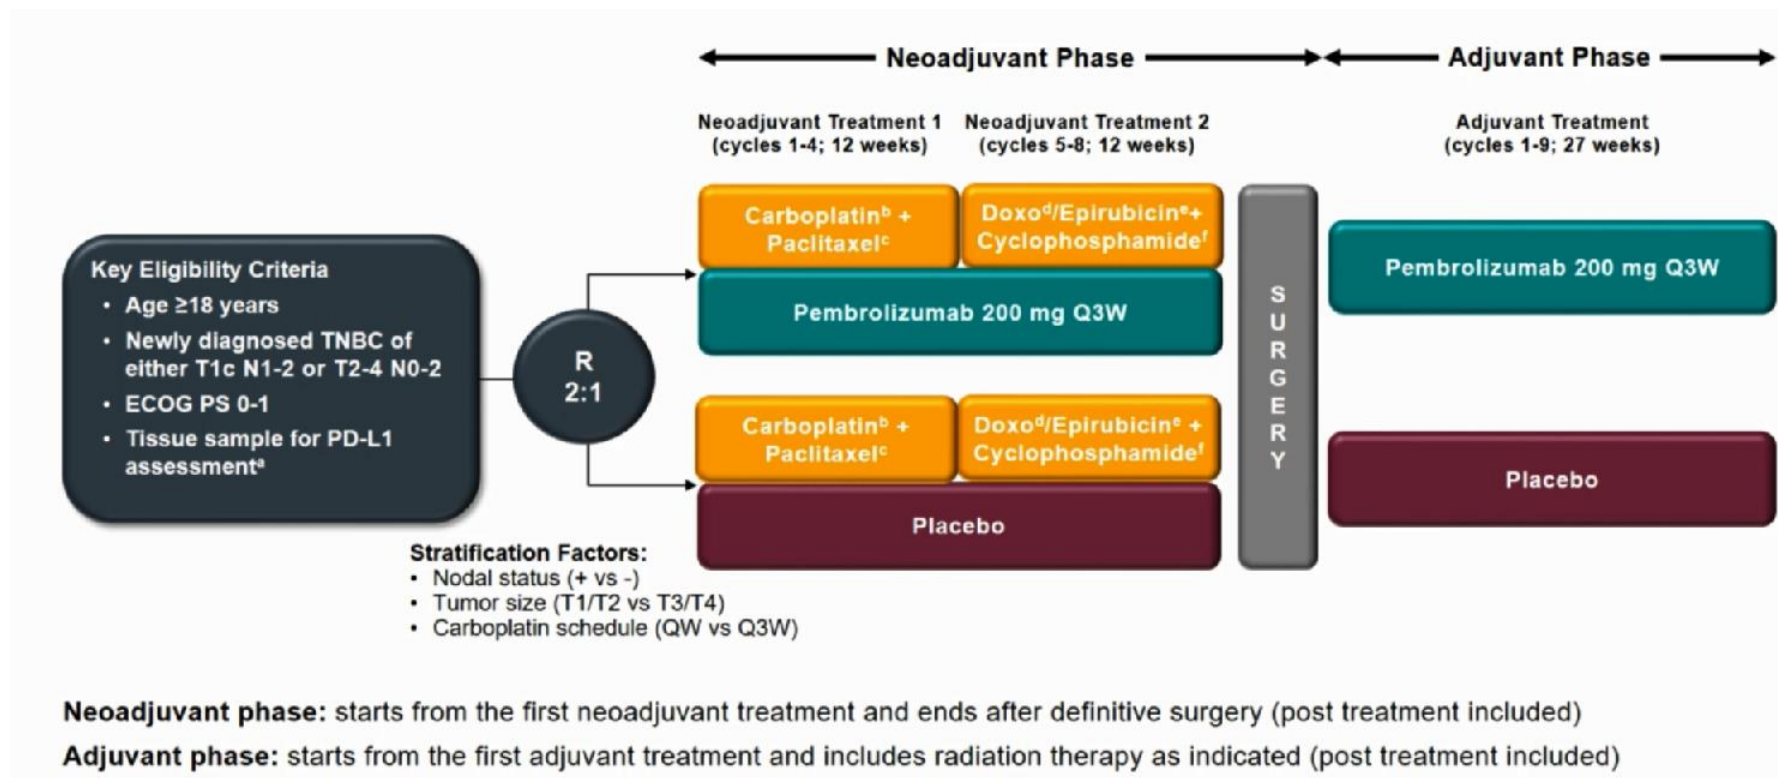 Neoadjuvant Phase
Adjuvant Phase
Neoadjuvant Treatment 1
(cycles 1-4; 12 weeks)
Neoadjuvant Treatment 2
(cycles 5-8; 12 weeks)
Adjuvant Treatment
(cycles 1-9; 27 weeks)
Key Eligibility Criteria
• Age ≥18 years
• Newly diagnosed TNBC of
either T1c N1-2 or T2-4 N0-2
• ECOG PS 0-1
• Tissue sample for PD-L1
assessmentᵃ
R
2:1
Carboplatinᵇ +
Paclitaxelᶜ
Doxoᵈ/Epirubicinᵉ+
Cyclophosphamideᶠ
Pembrolizumab 200 mg Q3W
Carboplatinᵇ +
Paclitaxelᶜ
Doxoᵈ/Epirubicinᵉ +
Cyclophosphamideᶠ
Placebo
SURGERY
Pembrolizumab 200 mg Q3W
Placebo
Stratification Factors:
• Nodal status (+ vs -)
• Tumor size (T1/T2 vs T3/T4)
• Carboplatin schedule (QW vs Q3W)
Neoadjuvant phase: starts from the first neoadjuvant treatment and ends after definitive surgery (post treatment included)
Adjuvant phase: starts from the first adjuvant treatment and includes radiation therapy as indicated (post treatment included)